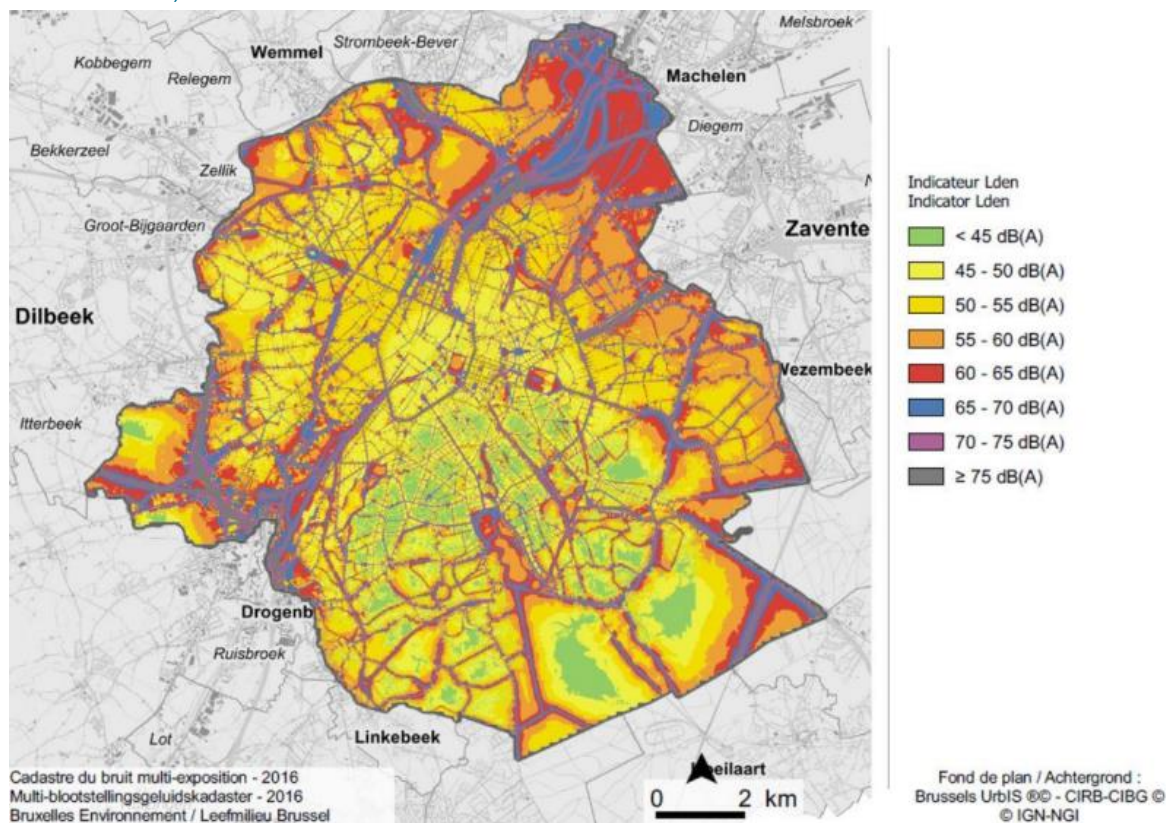 Melsbroek
Strombeek-Bever
Wemmel
Kobbegem
Relegem
Machelen
Diegem
Bekkerzeel
Zellik
Groot-Bijgaarden
Zavente
Dilbeek
Wezembeek
Itterbeek
Drogenb
Ruisbroek
Linkebeek
Lot
Indicateur Lden
Indicator Lden
< 45 dB(A)
45 - 50 dB(A)
50 - 55 dB(A)
55 - 60 dB(A)
60 - 65 dB(A)
65 - 70 dB(A)
70 - 75 dB(A)
≥ 75 dB(A)
Cadastre du bruit multi-exposition - 2016
Multi-blootstellingsgeluidskadaster - 2016
Bruxelles Environnement / Leefmilieu Brussel
0 2 km
Fond de plan / Achtergrond :
Brussels UrbIS ®© - CIRB-CIBG ©
© IGN-NGI